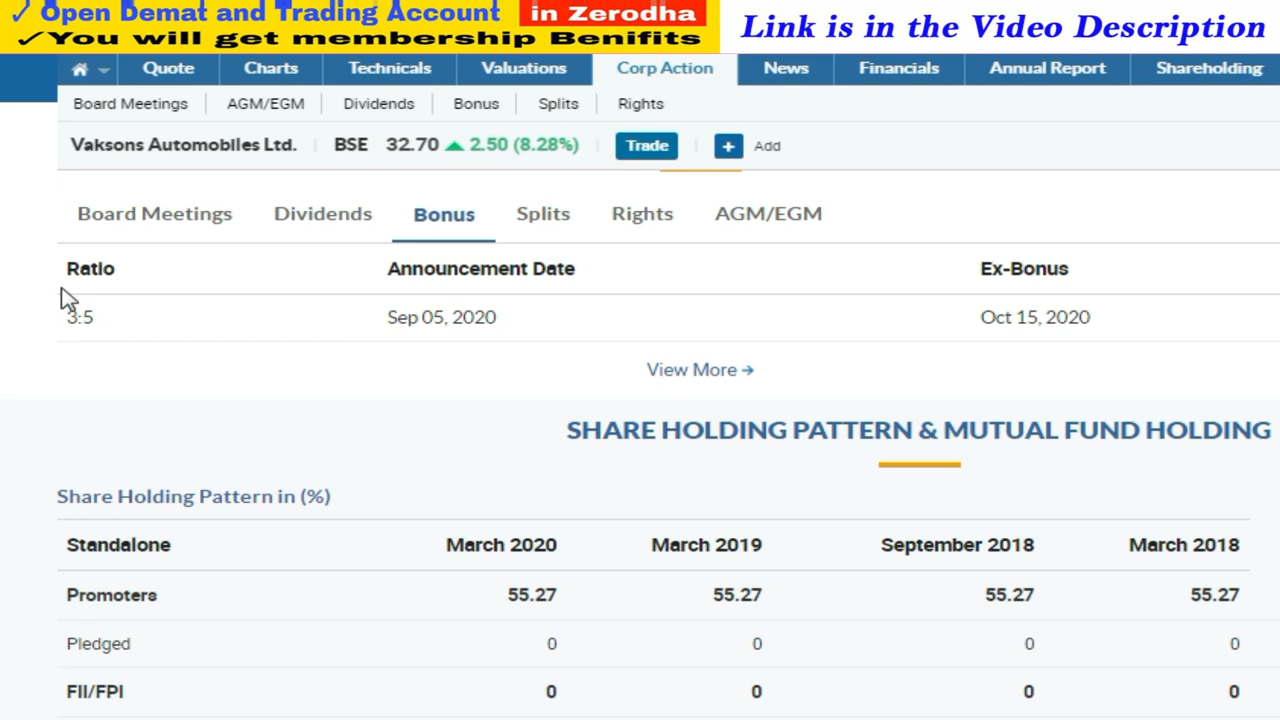 ✓ Open Demat and Trading Account in Zerodha
✓You will get membership Benifits
Link is in the Video Description
Quote Charts Technicals Valuations Corp Action News Financials Annual Report Shareholding
Board Meetings AGM/EGM Dividends Bonus Splits Rights
Vaksons Automobiles Ltd. BSE 32.70 ▲ 2.50 (8.28%) Trade + Add
Board Meetings Dividends Bonus Splits Rights AGM/EGM
Ratio Announcement Date Ex-Bonus
3:5 Sep 05, 2020 Oct 15, 2020
View More →
SHARE HOLDING PATTERN & MUTUAL FUND HOLDING
Share Holding Pattern in (%)
Standalone March 2020 March 2019 September 2018 March 2018
Promoters 55.27 55.27 55.27 55.27
Pledged 0 0 0 0
FII/FPI 0 0 0 0